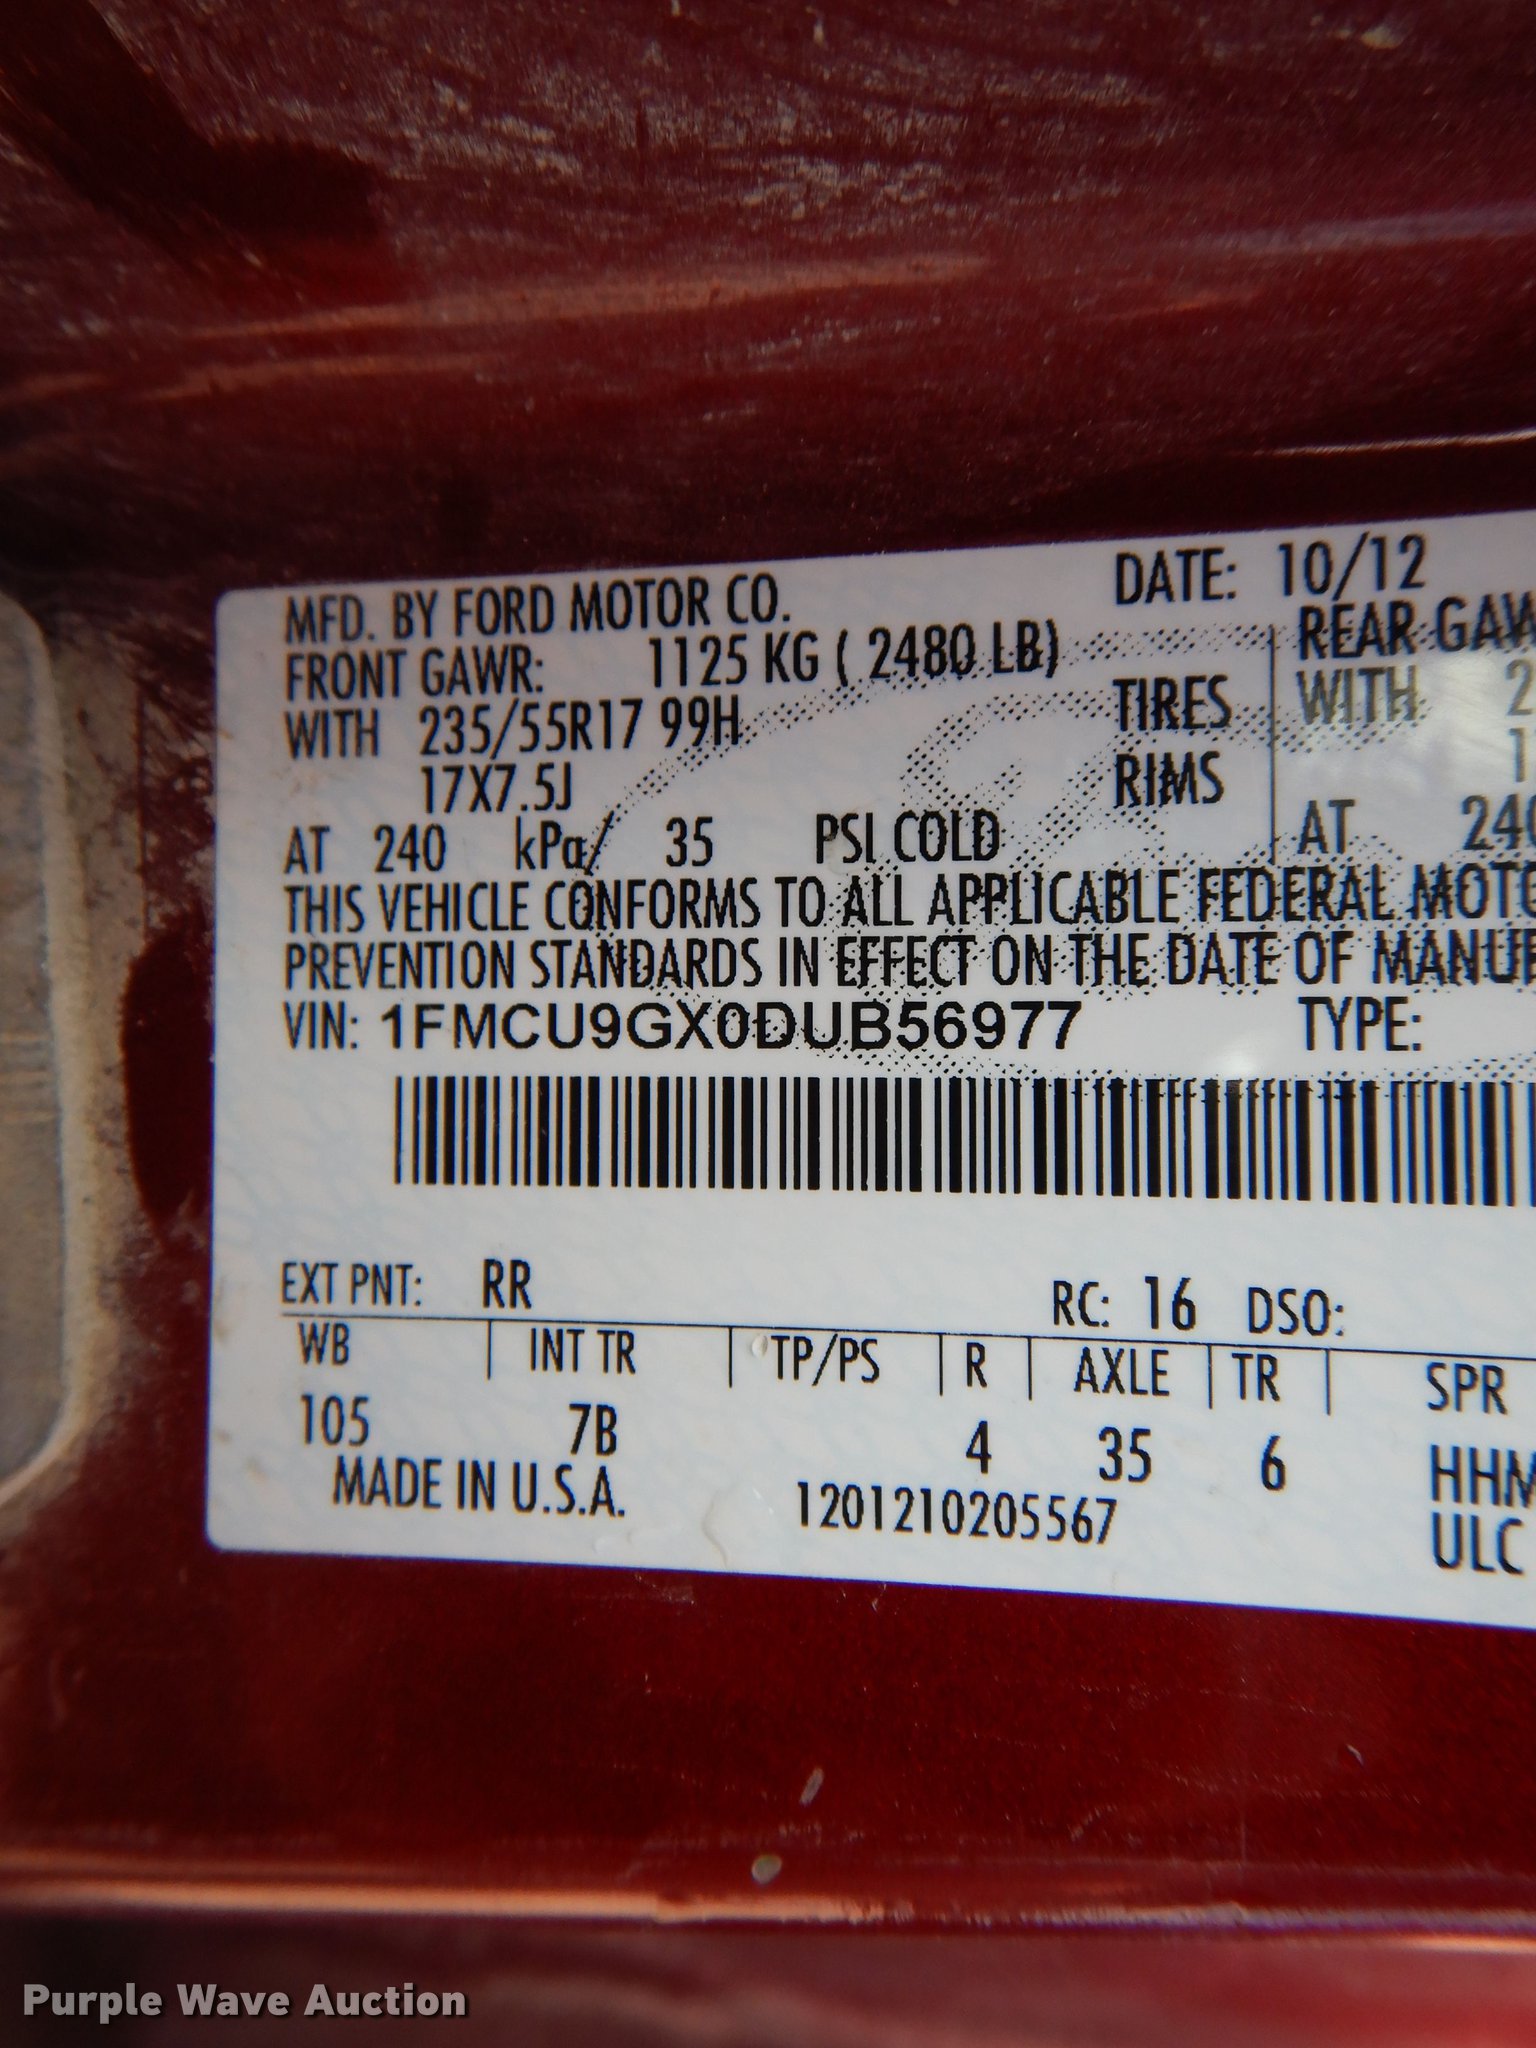 MFD. BY FORD MOTOR CO. DATE: 10/12
FRONT GAWR: 1125 KG ( 2480 LB) REAR GAW
WITH 235/55R17 99H TIRES WITH 2
17X7.5J RIMS 1
AT 240 kPa/ 35 PSI COLD AT 240
THIS VEHICLE CONFORMS TO ALL APPLICABLE FEDERAL MOTO
PREVENTION STANDARDS IN EFFECT ON THE DATE OF MANUF
VIN: 1FMCU9GX0DUB56977 TYPE:
EXT PNT: RR RC: 16 DSO:
WB INT TR TP/PS R AXLE TR SPR
105 7B 4 35 6 HHM
MADE IN U.S.A. 1201210205567 ULC
Purple Wave Auction